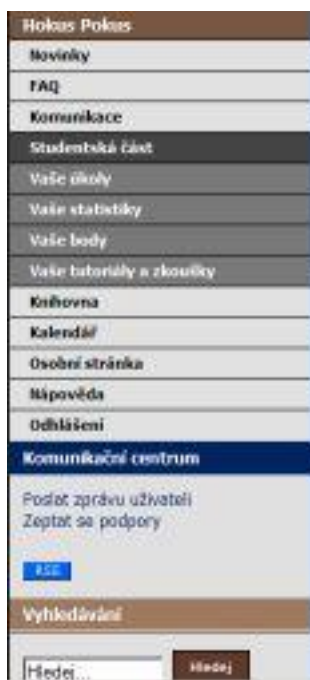 Hokus Pokus
Novinky
FAQ
Komunikace
Studentská část
Vaše úkoly
Vaše statistiky
Vaše body
Vaše tutoriály a zkoušky
Knihovna
Kalendář
Osobní stránka
Nápověda
Odhlášení
Komunikační centrum
Poslat zprávu uživateli
Zeptat se podpory
RSS
Vyhledávání
Hledej... Hledej